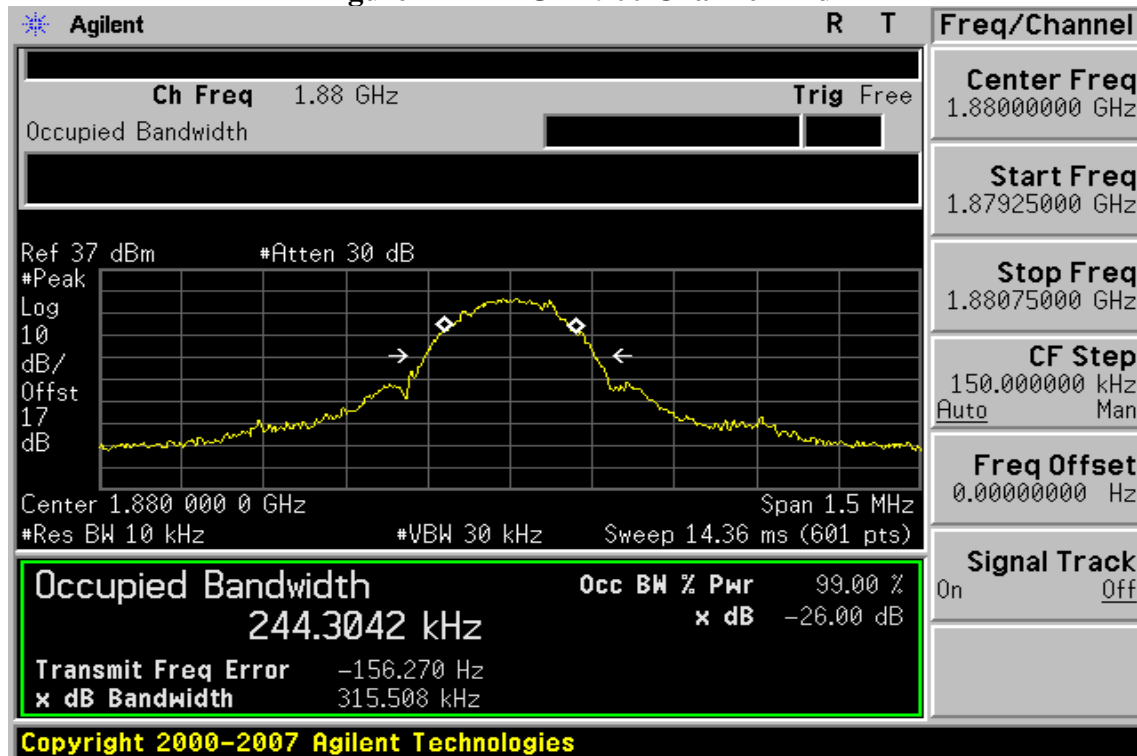 Agilent R T
Ch Freq 1.88 GHz Trig Free
Occupied Bandwidth
Ref 37 dBm #Atten 30 dB
#Peak
Log
10
dB/
Offst
17
dB
Center 1.880 000 0 GHz Span 1.5 MHz
#Res BW 10 kHz #VBW 30 kHz Sweep 14.36 ms (601 pts)
Occupied Bandwidth
244.3042 kHz
Occ BW % Pwr 99.00 %
x dB -26.00 dB
Transmit Freq Error -156.270 Hz
x dB Bandwidth 315.508 kHz
Copyright 2000-2007 Agilent Technologies
Freq/Channel
Center Freq
1.88000000 GHz
Start Freq
1.87925000 GHz
Stop Freq
1.88075000 GHz
CF Step
150.000000 kHz
Auto Man
Freq Offset
0.00000000 Hz
Signal Track
On Off